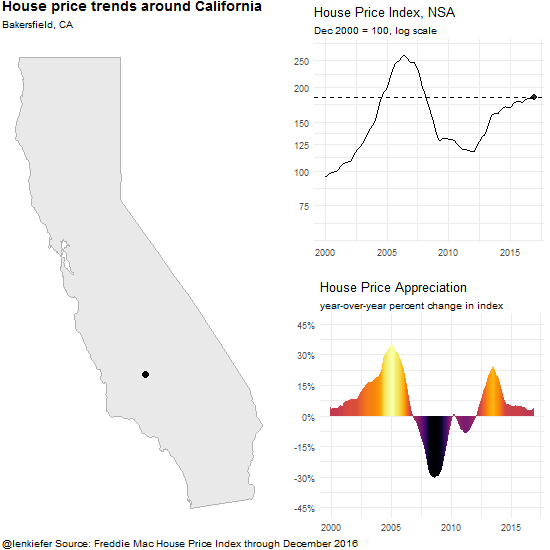 House price trends around California
Bakersfield, CA
House Price Index, NSA
Dec 2000 = 100, log scale
250
200
150
125
100
75
2000 2005 2010 2015
House Price Appreciation
year-over-year percent change in index
45%
30%
15%
0%
-15%
-30%
-45%
2000 2005 2010 2015
@lenkiefer Source: Freddie Mac House Price Index through December 2016